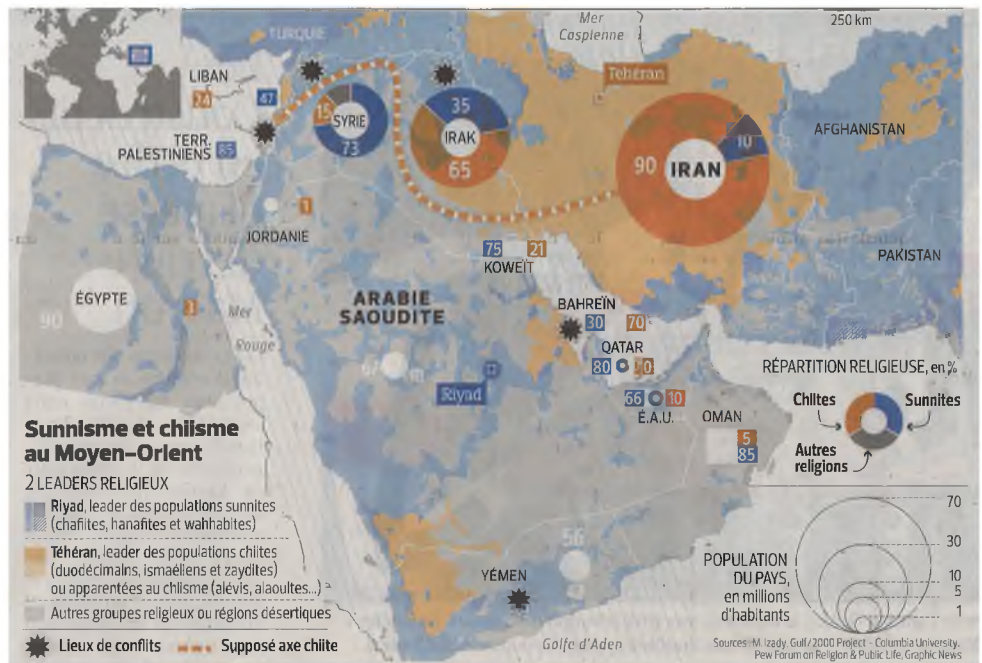 TURQUIE
Mer
Caspienne
250 km
LIBAN
24
47
Téhéran
15
SYRIE
73
35
IRAK
65
90
IRAN
10
AFGHANISTAN
TERR.
PALESTINIENS
85
1
JORDANIE
75
21
KOWEÏT
PAKISTAN
ÉGYPTE
90
1
Mer
Rouge
ARABIE
SAOUDITE
BAHREÏN
30
70
QATAR
80
Riyad
66
10
É.A.U.
OMAN
5
85
RÉPARTITION RELIGIEUSE, en %
Chiites
Sunnites
Autres
religions
Sunnisme et chiisme
au Moyen-Orient
2 LEADERS RELIGIEUX
Riyad, leader des populations sunnites
(chafiites, hanafites et wahhabites)
Téhéran, leader des populations chiites
(duodécimains, ismaéliens et zaydites)
ou apparentées au chiisme (alévis, alaouites...)
Autres groupes religieux ou régions désertiques
Lieux de conflits
Supposé axe chiite
56
YÉMEN
Golfe d'Aden
POPULATION
DU PAYS,
en millions
d'habitants
70
30
10
5
1
Sources: M. Izady, Gulf/2000 Project - Columbia University,
Pew Forum on Religion & Public Life, Graphic News